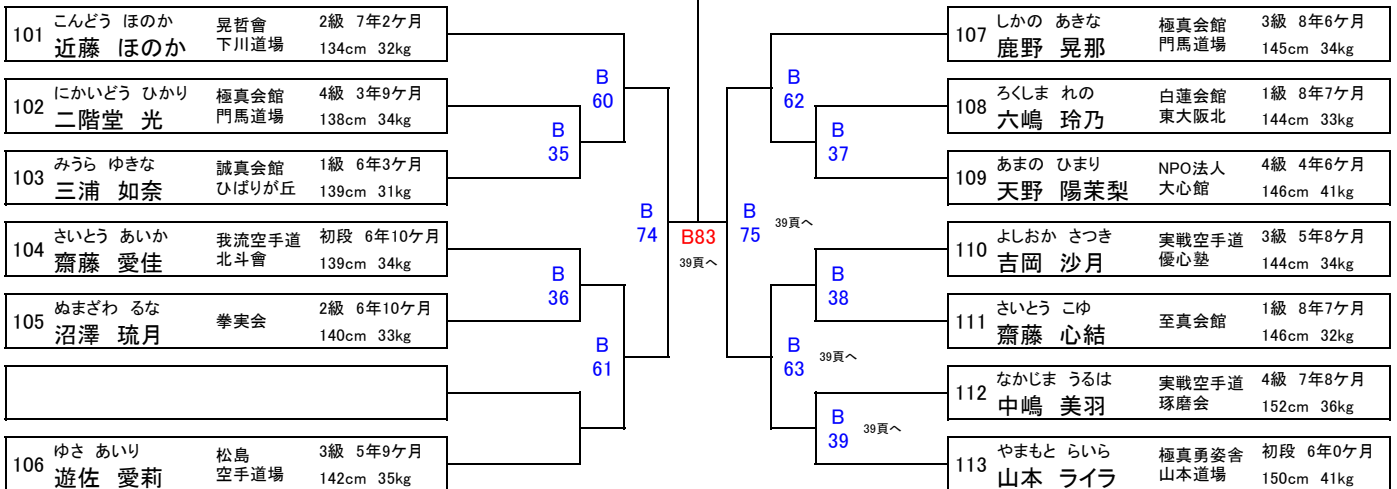 101 こんどう ほのか 晃哲會 2級 7年2ケ月
近藤 ほのか 下川道場 134cm 32kg
102 にかいどう ひかり 極真会館 4級 3年9ケ月
二階堂 光 門馬道場 138cm 34kg
103 みうら ゆきな 誠真会館 1級 6年3ケ月
三浦 如奈 ひばりが丘 139cm 31kg
104 さいとう あいか 我流空手道 初段 6年10ケ月
齋藤 愛佳 北斗會 139cm 34kg
105 ぬまざわ るな 拳実会 2級 6年10ケ月
沼澤 琉月 140cm 33kg
106 ゆさ あいり 松島 3級 5年9ケ月
遊佐 愛莉 空手道場 142cm 35kg
B
60
B
35
B
74
B
36
B
61
B83
39頁へ
B
62
B
37
B
75 39頁へ
B
38
B
63 39頁へ
B
39 39頁へ
107 しかの あきな 極真会館 3級 8年6ケ月
鹿野 晃那 門馬道場 145cm 34kg
108 ろくしま れの 白蓮会館 1級 8年7ケ月
六嶋 玲乃 東大阪北 144cm 33kg
109 あまの ひまり NPO法人 4級 4年6ケ月
天野 陽茉梨 大心館 146cm 41kg
110 よしおか さつき 実戦空手道 3級 5年8ケ月
吉岡 沙月 優心塾 144cm 34kg
111 さいとう こゆ 至真会館 1級 8年7ケ月
齋藤 心結 146cm 32kg
112 なかじま うるは 実戦空手道 4級 7年8ケ月
中嶋 美羽 琢磨会 152cm 36kg
113 やまもと らいら 極真勇姿舎 初段 6年0ケ月
山本 ライラ 山本道場 150cm 41kg